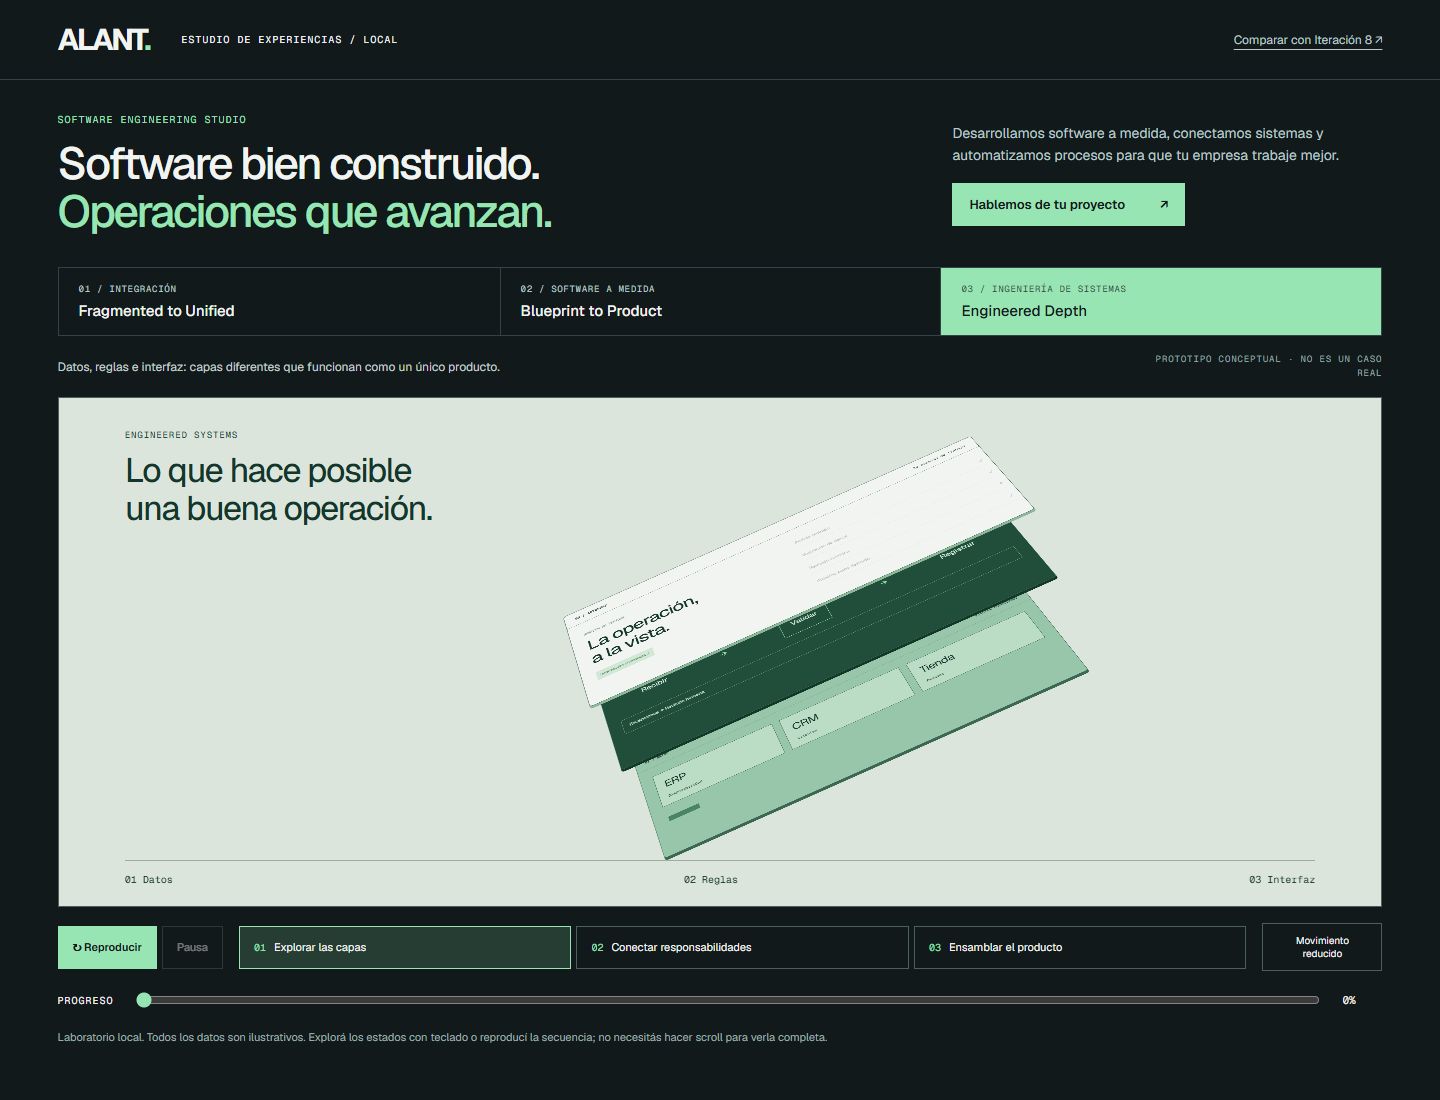 ALANT.
ESTUDIO DE EXPERIENCIAS / LOCAL
Comparar con Iteración 8 ↗
SOFTWARE ENGINEERING STUDIO
Software bien construido.
Operaciones que avanzan.
Desarrollamos software a medida, conectamos sistemas y
automatizamos procesos para que tu empresa trabaje mejor.
Hablemos de tu proyecto ↗
01 / INTEGRACIÓN
Fragmented to Unified
02 / SOFTWARE A MEDIDA
Blueprint to Product
03 / INGENIERÍA DE SISTEMAS
Engineered Depth
Datos, reglas e interfaz: capas diferentes que funcionan como un único producto.
PROTOTIPO CONCEPTUAL · NO ES UN CASO
REAL
ENGINEERED SYSTEMS
Lo que hace posible
una buena operación.
La operación,
a la vista.
Recibir
Validar
Registrar
ERP
CRM
Tienda
01 Datos
02 Reglas
03 Interfaz
↻ Reproducir
Pausa
01 Explorar las capas
02 Conectar responsabilidades
03 Ensamblar el producto
Movimiento
reducido
PROGRESO
0%
Laboratorio local. Todos los datos son ilustrativos. Explorá los estados con teclado o reproducí la secuencia; no necesitás hacer scroll para verla completa.